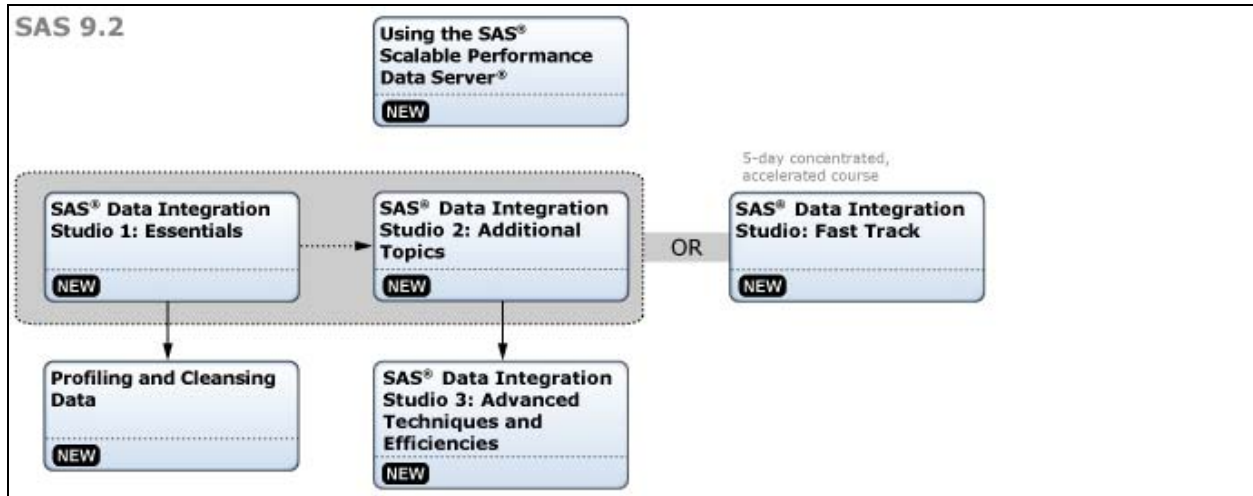 SAS 9.2
Using the SAS®
Scalable Performance
Data Server®
NEW
5-day concentrated,
accelerated course
SAS® Data Integration
Studio 1: Essentials
NEW
SAS® Data Integration
Studio 2: Additional
Topics
NEW
OR
SAS® Data Integration
Studio: Fast Track
NEW
Profiling and Cleansing
Data
NEW
SAS® Data Integration
Studio 3: Advanced
Techniques and
Efficiencies
NEW